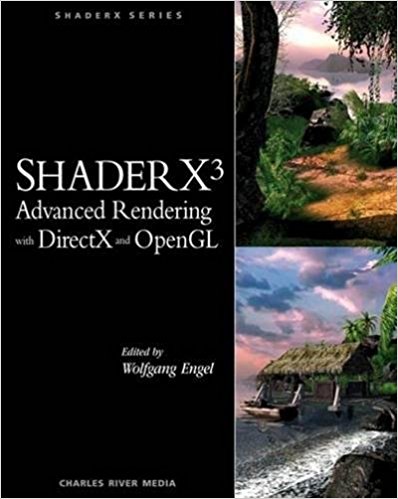 SHADERX SERIES
SHADERX³
Advanced Rendering
with DirectX and OpenGL
Edited by
Wolfgang Engel
CHARLES RIVER MEDIA